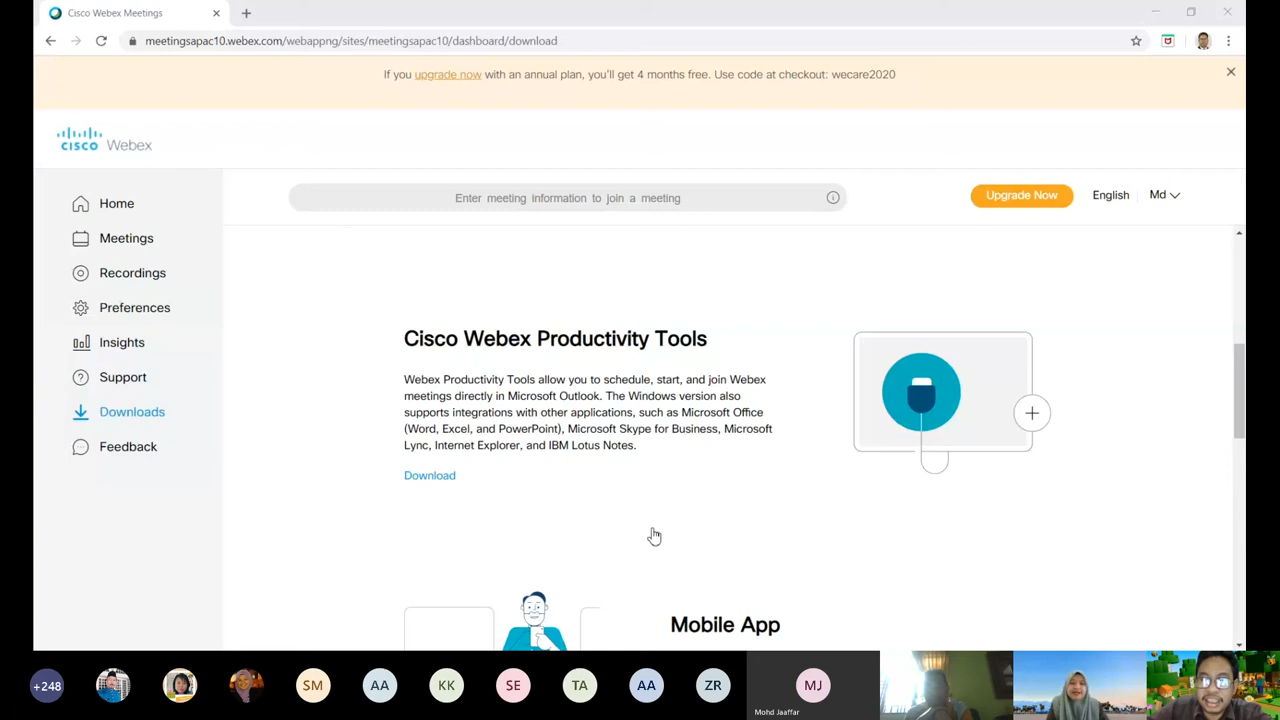 Cisco Webex Meetings
meetingsapac10.webex.com/webappng/sites/meetingsapac10/dashboard/download
If you upgrade now with an annual plan, you'll get 4 months free. Use code at checkout: wecare2020
CISCO Webex
Enter meeting information to join a meeting
Upgrade Now
English
Md
Home
Meetings
Recordings
Preferences
Insights
Support
Downloads
Feedback
Cisco Webex Productivity Tools
Webex Productivity Tools allow you to schedule, start, and join Webex
meetings directly in Microsoft Outlook. The Windows version also
supports integrations with other applications, such as Microsoft Office
(Word, Excel, and PowerPoint), Microsoft Skype for Business, Microsoft
Lync, Internet Explorer, and IBM Lotus Notes.
Download
Mobile App
+248
SM
AA
KK
SE
TA
AA
ZR
MJ
Mohd Jaaffar